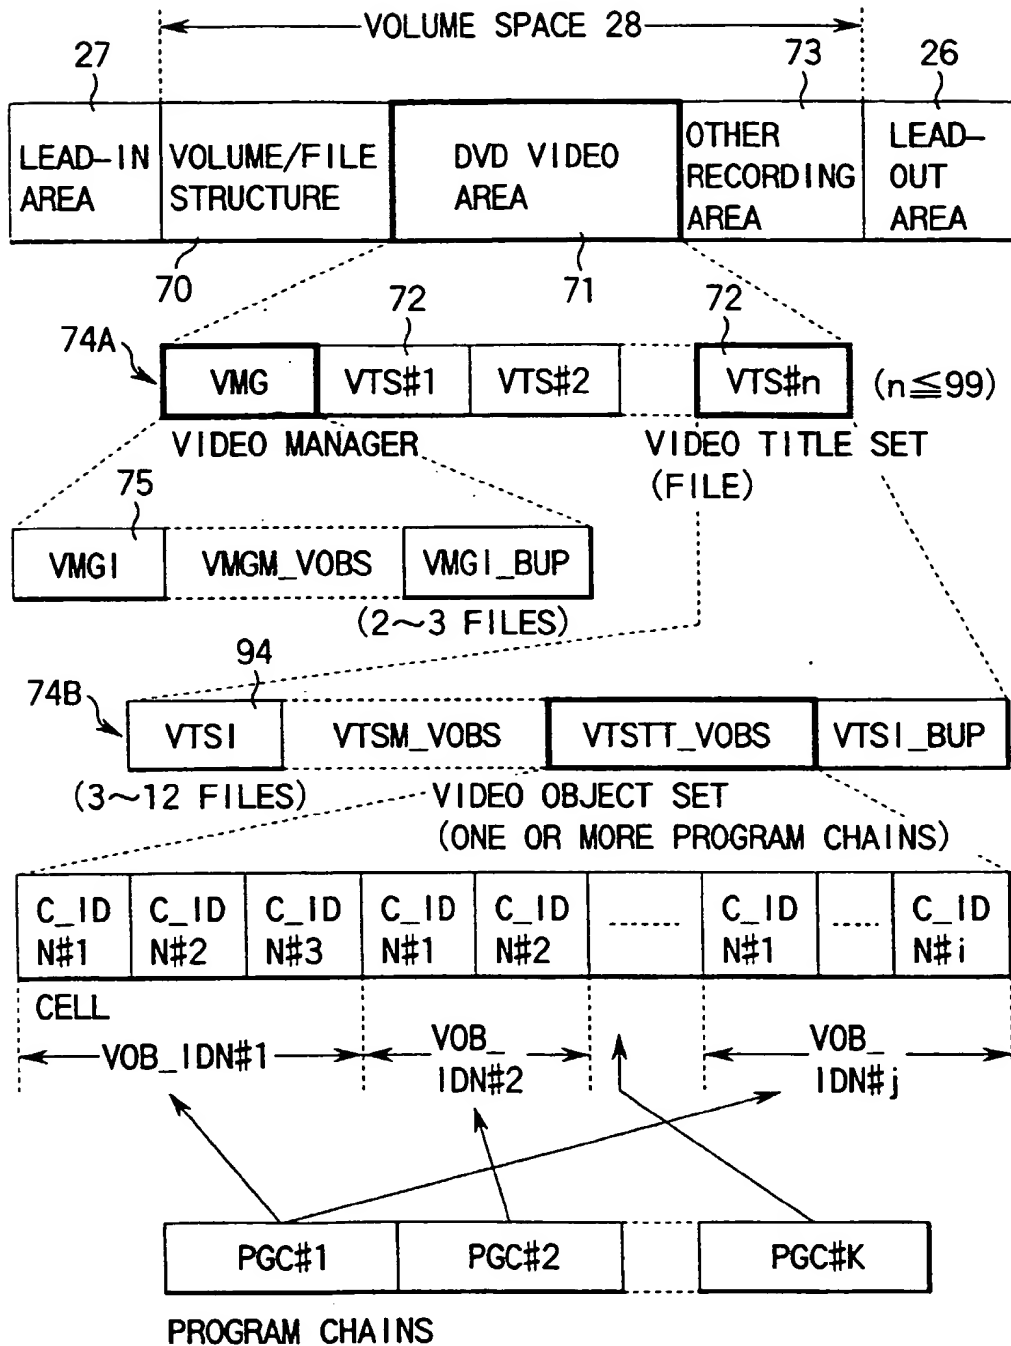 VOLUME SPACE 28
27
73
26
LEAD-IN
AREA
VOLUME/FILE
STRUCTURE
DVD VIDEO
AREA
OTHER
RECORDING
AREA
LEAD-
OUT
AREA
70
71
72
72
74A
VMG
VTS#1
VTS#2
VTS#n
(n≦99)
VIDEO MANAGER
VIDEO TITLE SET
(FILE)
75
VMGI
VMGM_VOBS
VMGI_BUP
(2~3 FILES)
94
74B
VTSI
VTSM_VOBS
VTSTT_VOBS
VTSI_BUP
(3~12 FILES)
VIDEO OBJECT SET
(ONE OR MORE PROGRAM CHAINS)
C_ID
N#1
C_ID
N#2
C_ID
N#3
C_ID
N#1
C_ID
N#2
C_ID
N#1
C_ID
N#i
CELL
VOB_IDN#1
VOB_
IDN#2
VOB_
IDN#j
PGC#1
PGC#2
PGC#K
PROGRAM CHAINS